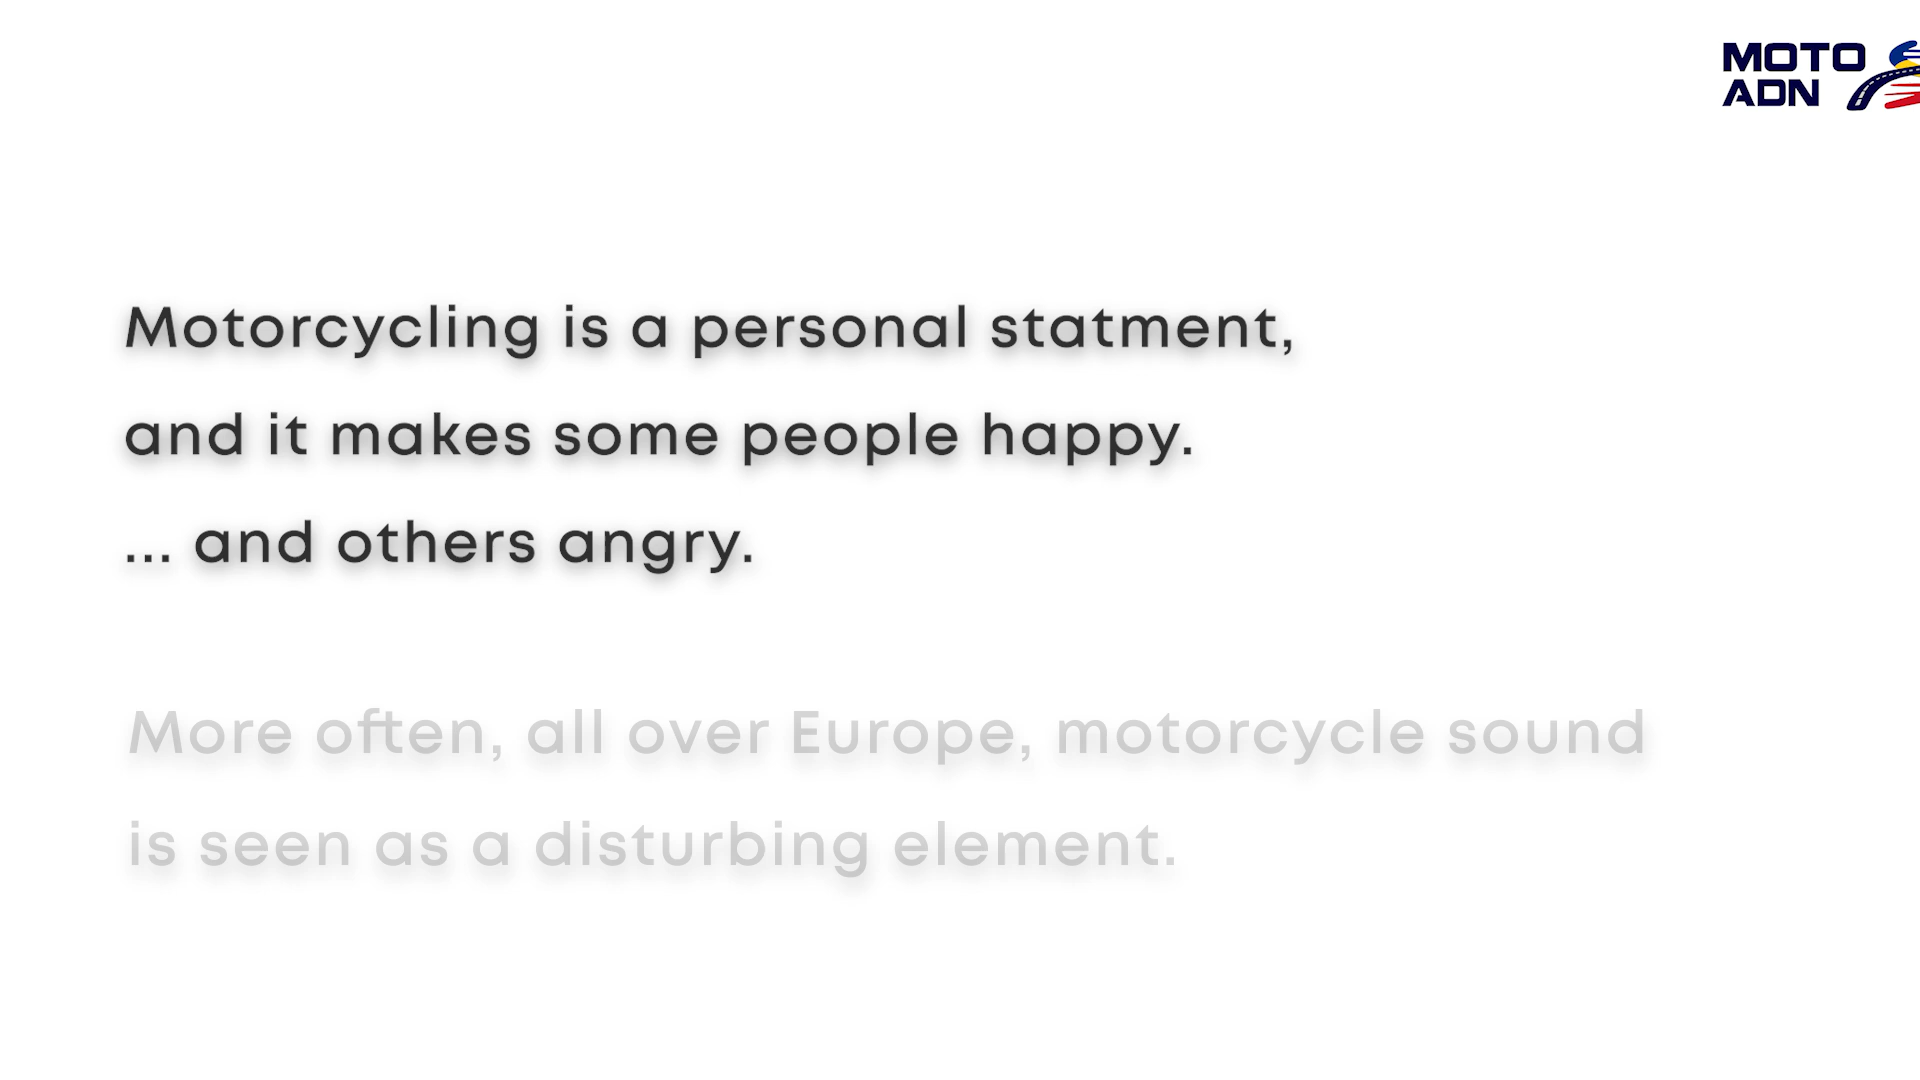 MOTO
ADN
Motorcycling is a personal statment,
and it makes some people happy.
... and others angry.
More often, all over Europe, motorcycle sound
is seen as a disturbing element.